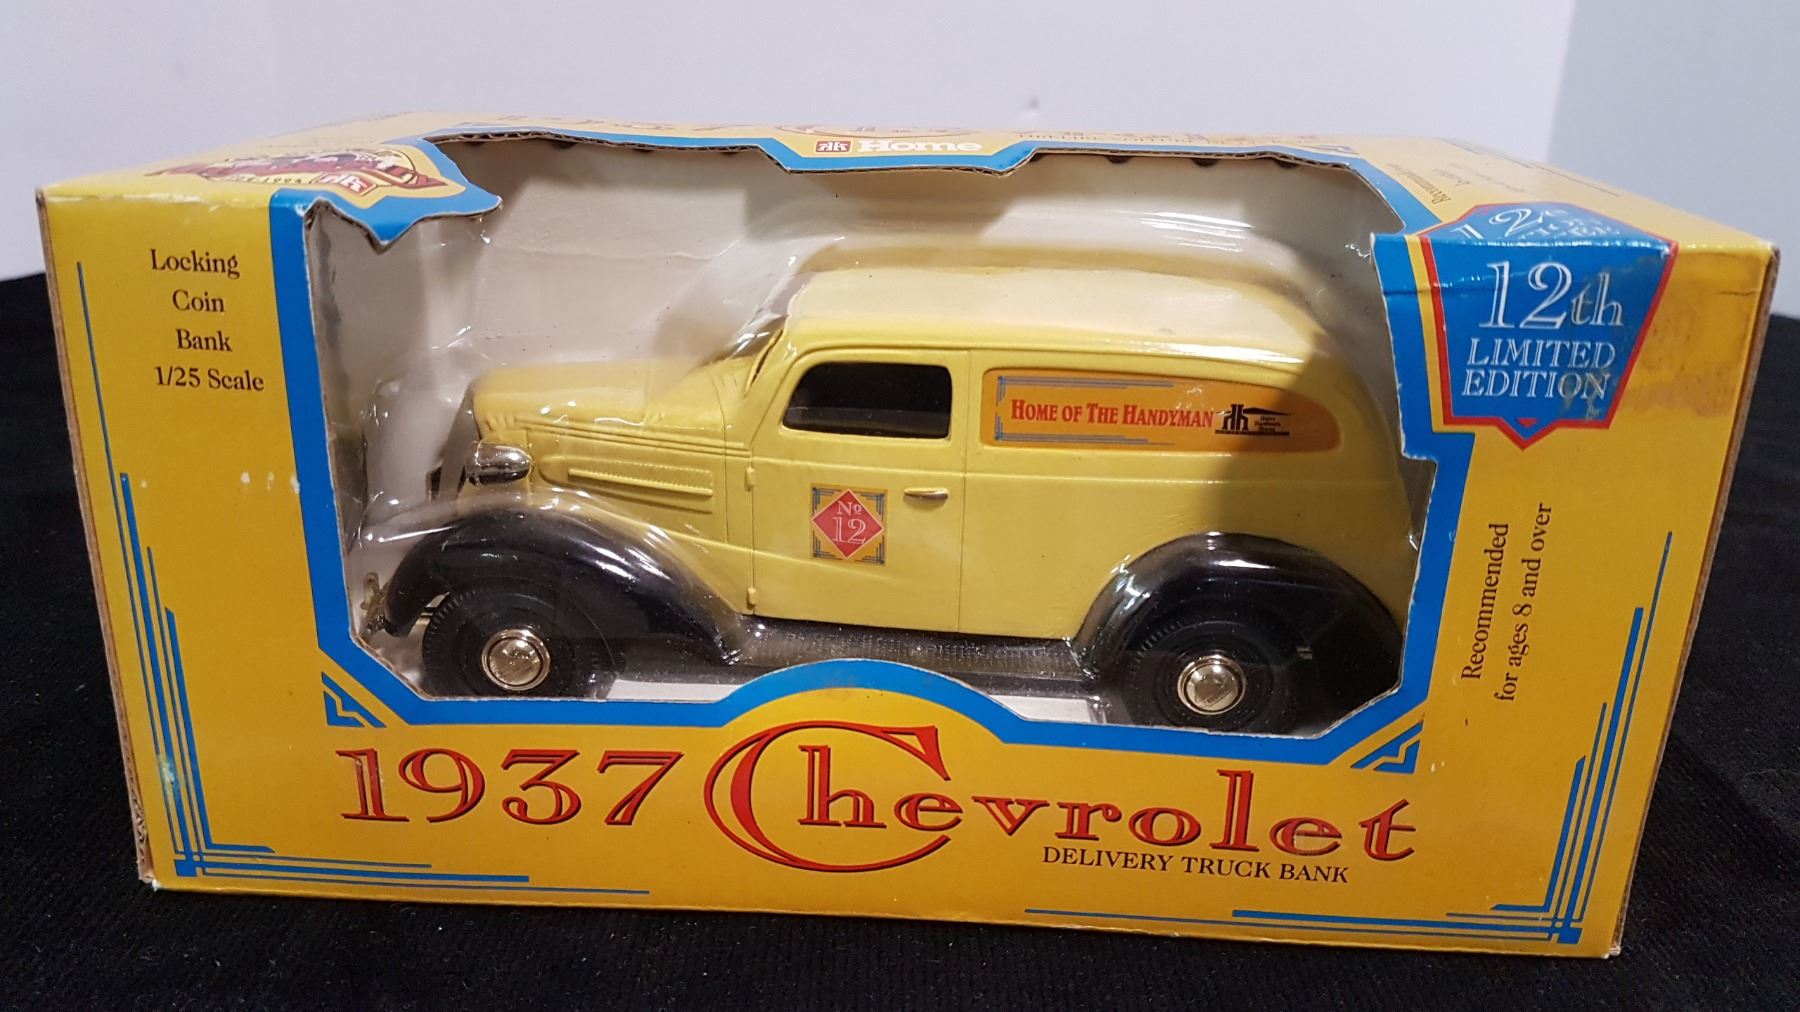 Home
Locking
Coin
Bank
1/25 Scale
12th
LIMITED
EDITION
HOME OF THE HANDYMAN
No
12
Recommended
for ages 8 and over
1937 Chevrolet
DELIVERY TRUCK BANK